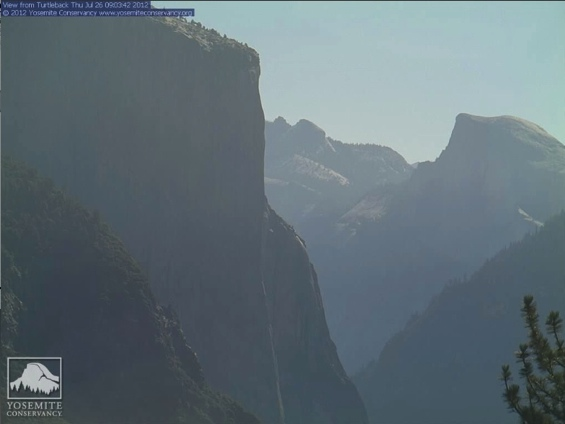 View from Turtleback Thu Jul 26 09:03:42 2012
© 2012 Yosemite Conservancy www.yosemiteconservancy.org
YOSEMITE
CONSERVANCY